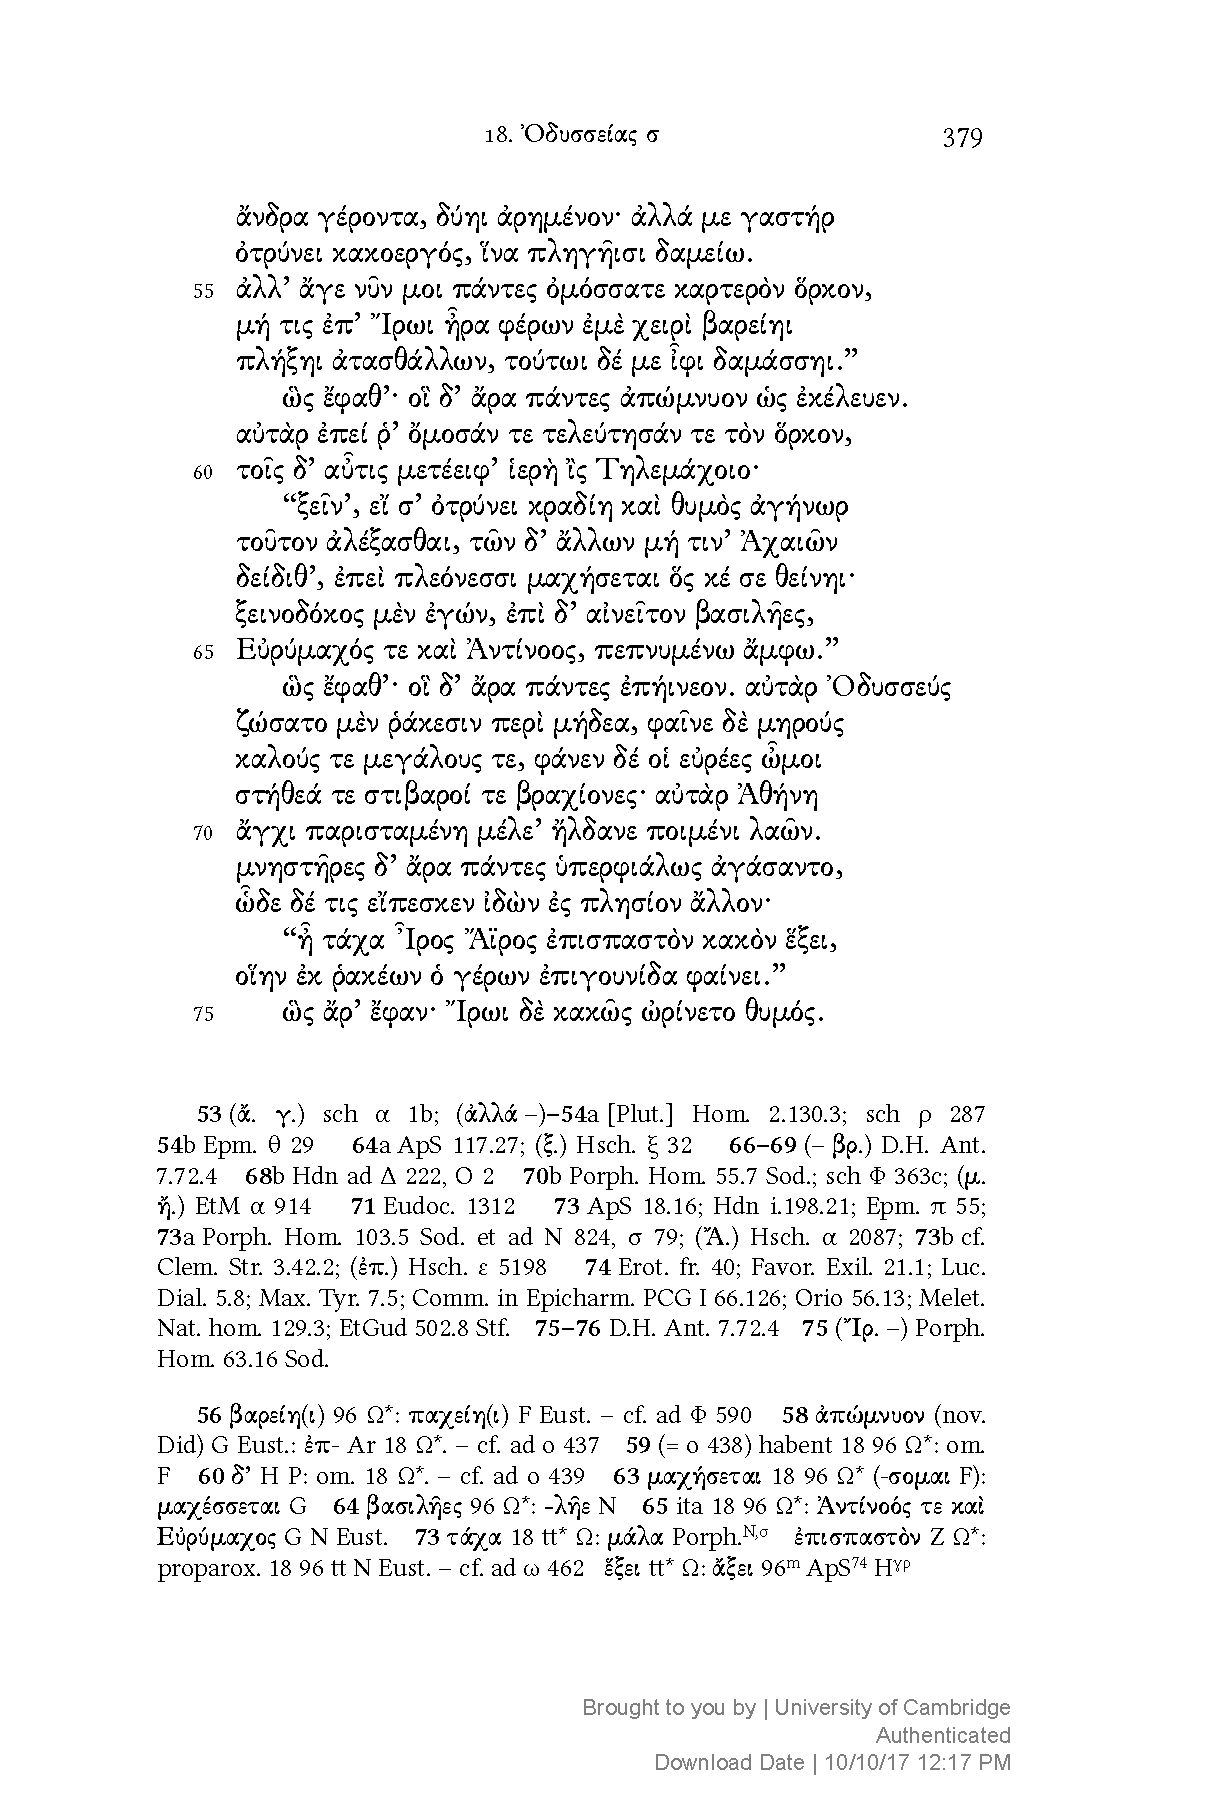 18. Ὀδυσσείας σ 379
ἄνδρα γέροντα, δύηι ἀρημένον· ἀλλά με γαστήρ
ὀτρύνει κακοεργός, ἵνα πληγῆισι δαμείω.
55 ἀλλ’ ἄγε νῦν μοι πάντες ὀμόσσατε καρτερὸν ὅρκον,
μή τις ἐπ’ Ἴρωι ἦρα φέρων ἐμὲ χειρὶ βαρείηι
πλήξηι ἀτασθάλλων, τούτωι δέ με ἶφι δαμάσσηι.”
ὣς ἔφαθ’· οἳ δ’ ἄρα πάντες ἀπώμνυον ὡς ἐκέλευεν.
αὐτὰρ ἐπεί ῥ’ ὄμοσάν τε τελεύτησάν τε τὸν ὅρκον,
60 τοῖς δ’ αὖτις μετέειφ’ ἱερὴ ἲς Τηλεμάχοιο·
“ξεῖν’, εἴ σ’ ὀτρύνει κραδίη καὶ θυμὸς ἀγήνωρ
τοῦτον ἀλέξασθαι, τῶν δ’ ἄλλων μή τιν’ Ἀχαιῶν
δείδιθ’, ἐπεὶ πλεόνεσσι μαχήσεται ὅς κέ σε θείνηι·
ξεινοδόκος μὲν ἐγών, ἐπὶ δ’ αἰνεῖτον βασιλῆες,
65 Εὐρύμαχός τε καὶ Ἀντίνοος, πεπνυμένω ἄμφω.”
ὣς ἔφαθ’· οἳ δ’ ἄρα πάντες ἐπήινεον. αὐτὰρ Ὀδυσσεύς
ζώσατο μὲν ῥάκεσιν περὶ μήδεα, φαῖνε δὲ μηρούς
καλούς τε μεγάλους τε, φάνεν δέ οἱ εὐρέες ὦμοι
στήθεά τε στιβαροί τε βραχίονες· αὐτὰρ Ἀθήνη
70 ἄγχι παρισταμένη μέλε’ ἤλδανε ποιμένι λαῶν.
μνηστῆρες δ’ ἄρα πάντες ὑπερφιάλως ἀγάσαντο,
ὧδε δέ τις εἴπεσκεν ἰδὼν ἐς πλησίον ἄλλον·
“ἦ τάχα Ἶρος Ἄϊρος ἐπισπαστὸν κακὸν ἕξει,
οἵην ἐκ ῥακέων ὁ γέρων ἐπιγουνίδα φαίνει.”
75 ὣς ἄρ’ ἔφαν· Ἴρωι δὲ κακῶς ὠρίνετο θυμός.
53 (ἄ. γ.) sch α 1b; (ἀλλά –)–54a [Plut.] Hom. 2.130.3; sch ρ 287
54b Epm. θ 29 64a ApS 117.27; (ξ.) Hsch. ξ 32 66–69 (– βρ.) D.H. Ant.
7.72.4 68b Hdn ad Δ 222, Ο 2 70b Porph. Hom. 55.7 Sod.; sch Φ 363c; (μ.
ἤ.) EtM α 914 71 Eudoc. 1312 73 ApS 18.16; Hdn i.198.21; Epm. π 55;
73a Porph. Hom. 103.5 Sod. et ad Ν 824, σ 79; (Ἄ.) Hsch. α 2087; 73b cf.
Clem. Str. 3.42.2; (ἐπ.) Hsch. ε 5198 74 Erot. fr. 40; Favor. Exil. 21.1; Luc.
Dial. 5.8; Max. Tyr. 7.5; Comm. in Epicharm. PCG I 66.126; Orio 56.13; Melet.
Nat. hom. 129.3; EtGud 502.8 Stf. 75–76 D.H. Ant. 7.72.4 75 (Ἴρ. –) Porph.
Hom. 63.16 Sod.
56 βαρείη(ι) 96 Ω*: παχείη(ι) F Eust. – cf. ad Φ 590 58 ἀπώμνυον (nov.
Did) G Eust.: ἐπ- Ar 18 Ω*. – cf. ad ο 437 59 (= ο 438) habent 18 96 Ω*: om.
F 60 δ’ H P: om. 18 Ω*. – cf. ad ο 439 63 μαχήσεται 18 96 Ω* (-σομαι F):
μαχέσσεται G 64 βασιλῆες 96 Ω*: -λῆε N 65 ita 18 96 Ω*: Ἀντίνοός τε καὶ
Εὐρύμαχος G N Eust. 73 τάχα 18 tt* Ω: μάλα Porph.ᴺ,σ ἐπισπαστὸν Z Ω*:
proparox. 18 96 tt N Eust. – cf. ad ω 462 ἕξει tt* Ω: ἄξει 96ᵐ ApS⁷⁴ Hᵞᵖ
Brought to you by | University of Cambridge
Authenticated
Download Date | 10/10/17 12:17 PM